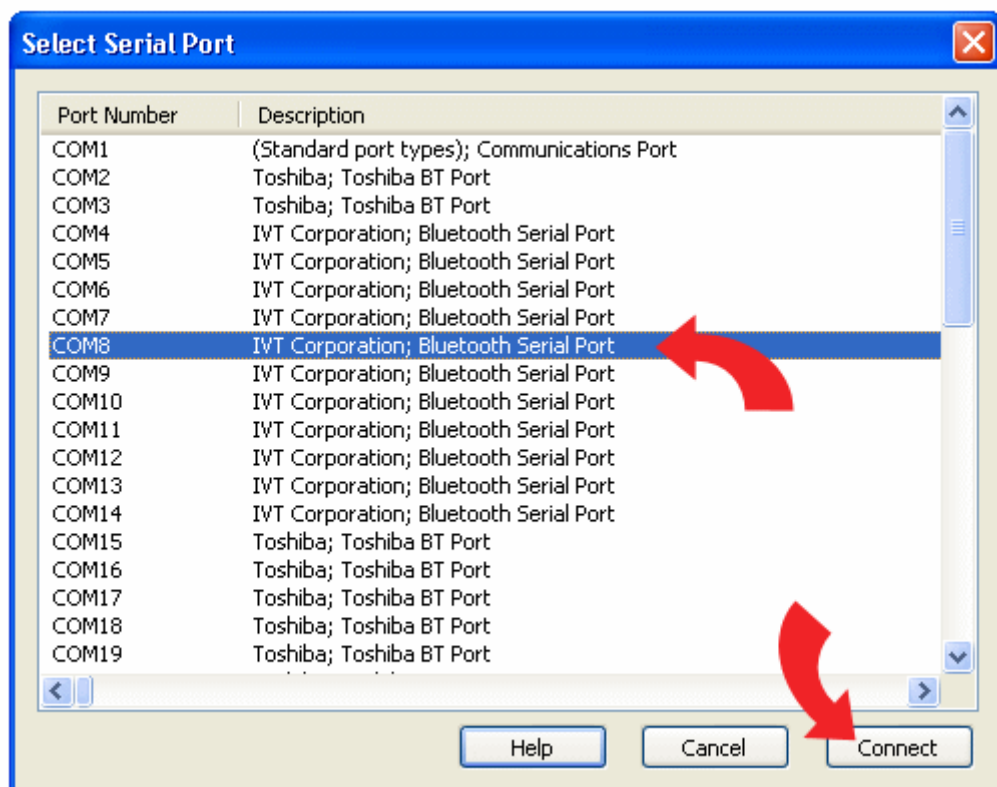 Select Serial Port
Port Number Description
COM1 (Standard port types); Communications Port
COM2 Toshiba; Toshiba BT Port
COM3 Toshiba; Toshiba BT Port
COM4 IVT Corporation; Bluetooth Serial Port
COM5 IVT Corporation; Bluetooth Serial Port
COM6 IVT Corporation; Bluetooth Serial Port
COM7 IVT Corporation; Bluetooth Serial Port
COM8 IVT Corporation; Bluetooth Serial Port
COM9 IVT Corporation; Bluetooth Serial Port
COM10 IVT Corporation; Bluetooth Serial Port
COM11 IVT Corporation; Bluetooth Serial Port
COM12 IVT Corporation; Bluetooth Serial Port
COM13 IVT Corporation; Bluetooth Serial Port
COM14 IVT Corporation; Bluetooth Serial Port
COM15 Toshiba; Toshiba BT Port
COM16 Toshiba; Toshiba BT Port
COM17 Toshiba; Toshiba BT Port
COM18 Toshiba; Toshiba BT Port
COM19 Toshiba; Toshiba BT Port
Help Cancel Connect